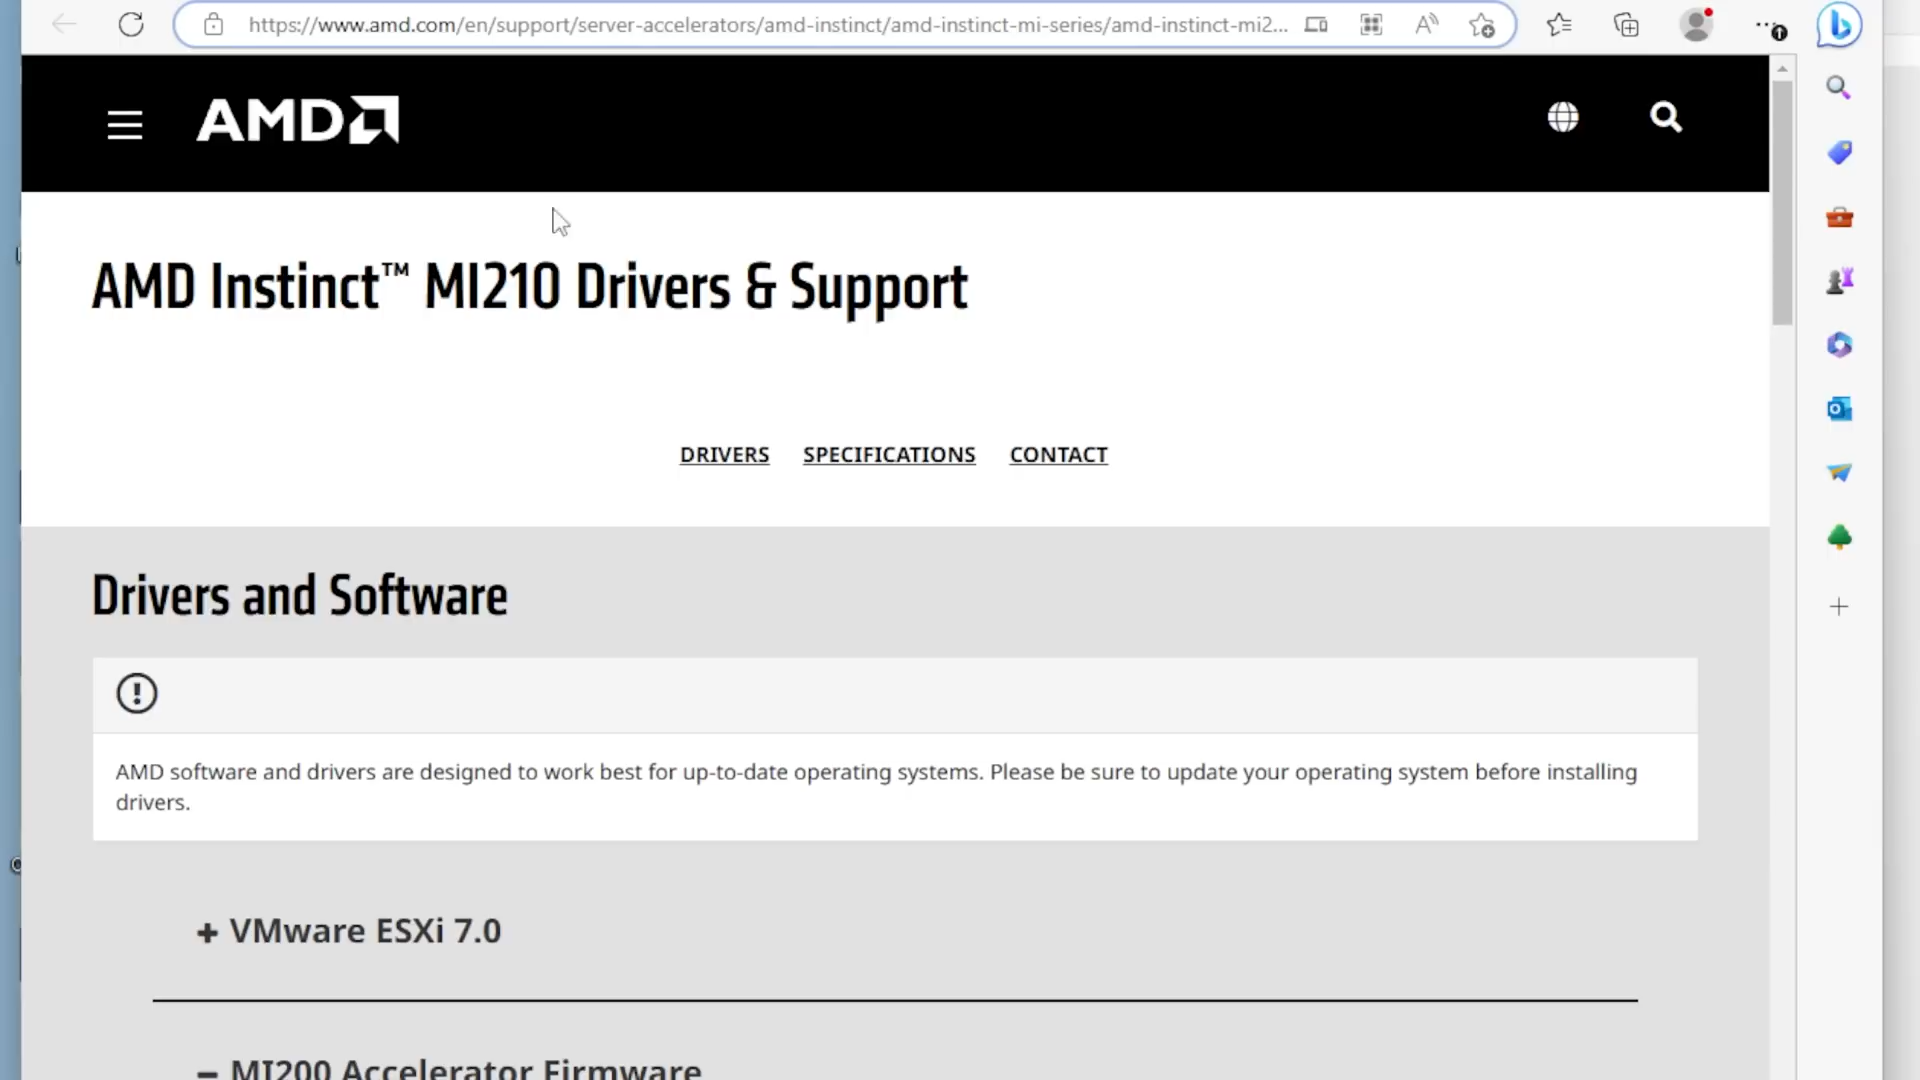 https://www.amd.com/en/support/server-accelerators/amd-instinct/amd-instinct-mi-series/amd-instinct-mi2...
AMD
AMD Instinct™ MI210 Drivers & Support
DRIVERS SPECIFICATIONS CONTACT
Drivers and Software
AMD software and drivers are designed to work best for up-to-date operating systems. Please be sure to update your operating system before installing
drivers.
+ VMware ESXi 7.0
− MI200 Accelerator Firmware